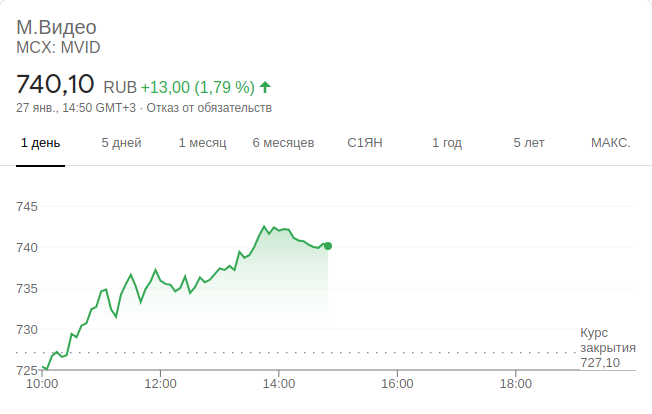 М.Видео
MCX: MVID
740,10 RUB +13,00 (1,79 %)
27 янв., 14:50 GMT+3 · Отказ от обязательств
1 день 5 дней 1 месяц 6 месяцев С1ЯН 1 год 5 лет МАКС.
745
740
735
730
725
Курс
закрытия
727,10
10:00 12:00 14:00 16:00 18:00